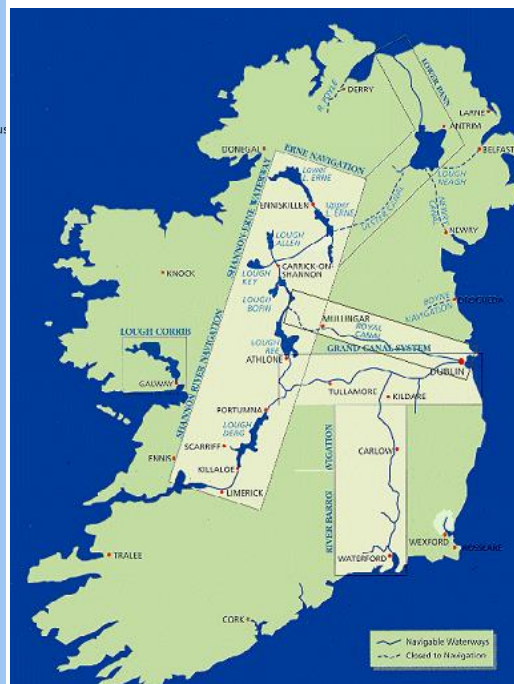 LOWER BANN
DERRY
R. FOYLE
LARNE
ANTRIM
DONEGAL
BELFAST
ERNE NAVIGATION
LOUGH
NEAGH
Lower
L. ERNE
ENNISKILLEN
Upper
L. ERNE
ULSTER CANAL
NEWRY
CANAL
NEWRY
SHANNON ERNE WATERWAY
LOUGH
ALLEN
CARRICK-ON-
SHANNON
KNOCK
LOUGH
KEY
LOUGH
BOFIN
DROGHEDA
BOYNE
NAVIGATION
MULLINGAR
ROYAL
CANAL
LOUGH CORRIB
GRAND CANAL SYSTEM
LOUGH
REE
ATHLONE
DUBLIN
SHANNON RIVER NAVIGATION
GALWAY
TULLAMORE
KILDARE
PORTUMNA
LOUGH
DERG
SCARRIFF
ENNIS
KILLALOE
CARLOW
LIMERICK
RIVER BARROW NAVIGATION
WEXFORD
ROSSLARE
TRALEE
WATERFORD
CORK
Navigable Waterways
Closed to Navigation